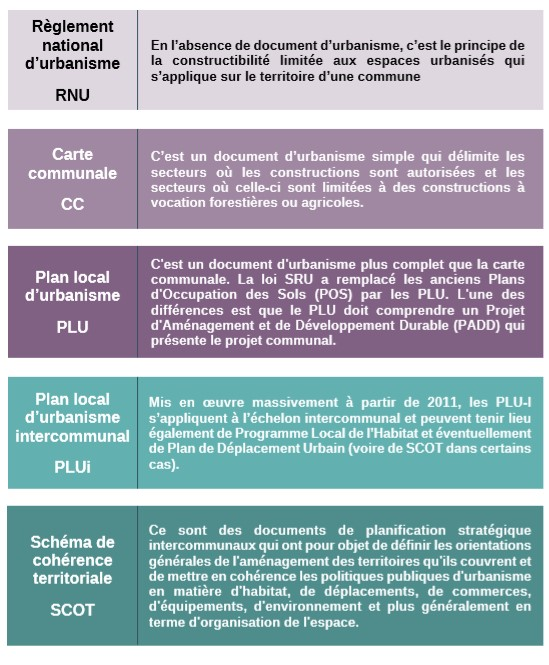 Règlement
national
d'urbanisme
RNU
En l'absence de document d'urbanisme, c'est le principe de
la constructibilité limitée aux espaces urbanisés qui
s'applique sur le territoire d'une commune
Carte
communale
CC
C'est un document d'urbanisme simple qui délimite les
secteurs où les constructions sont autorisées et les
secteurs où celle-ci sont limitées à des constructions à
vocation forestières ou agricoles.
Plan local
d'urbanisme
PLU
C'est un document d'urbanisme plus complet que la carte
communale. La loi SRU a remplacé les anciens Plans
d'Occupation des Sols (POS) par les PLU. L'une des
différences est que le PLU doit comprendre un Projet
d'Aménagement et de Développement Durable (PADD) qui
présente le projet communal.
Plan local
d'urbanisme
intercommunal
PLUi
Mis en œuvre massivement à partir de 2011, les PLU-I
s'appliquent à l'échelon intercommunal et peuvent tenir lieu
également de Programme Local de l'Habitat et éventuellement
de Plan de Déplacement Urbain (voire de SCOT dans certains
cas).
Schéma de
cohérence
territoriale
SCOT
Ce sont des documents de planification stratégique
intercommunaux qui ont pour objet de définir les orientations
générales de l'aménagement des territoires qu'ils couvrent et
de mettre en cohérence les politiques publiques d'urbanisme
en matière d'habitat, de déplacements, de commerces,
d'équipements, d'environnement et plus généralement en
terme d'organisation de l'espace.